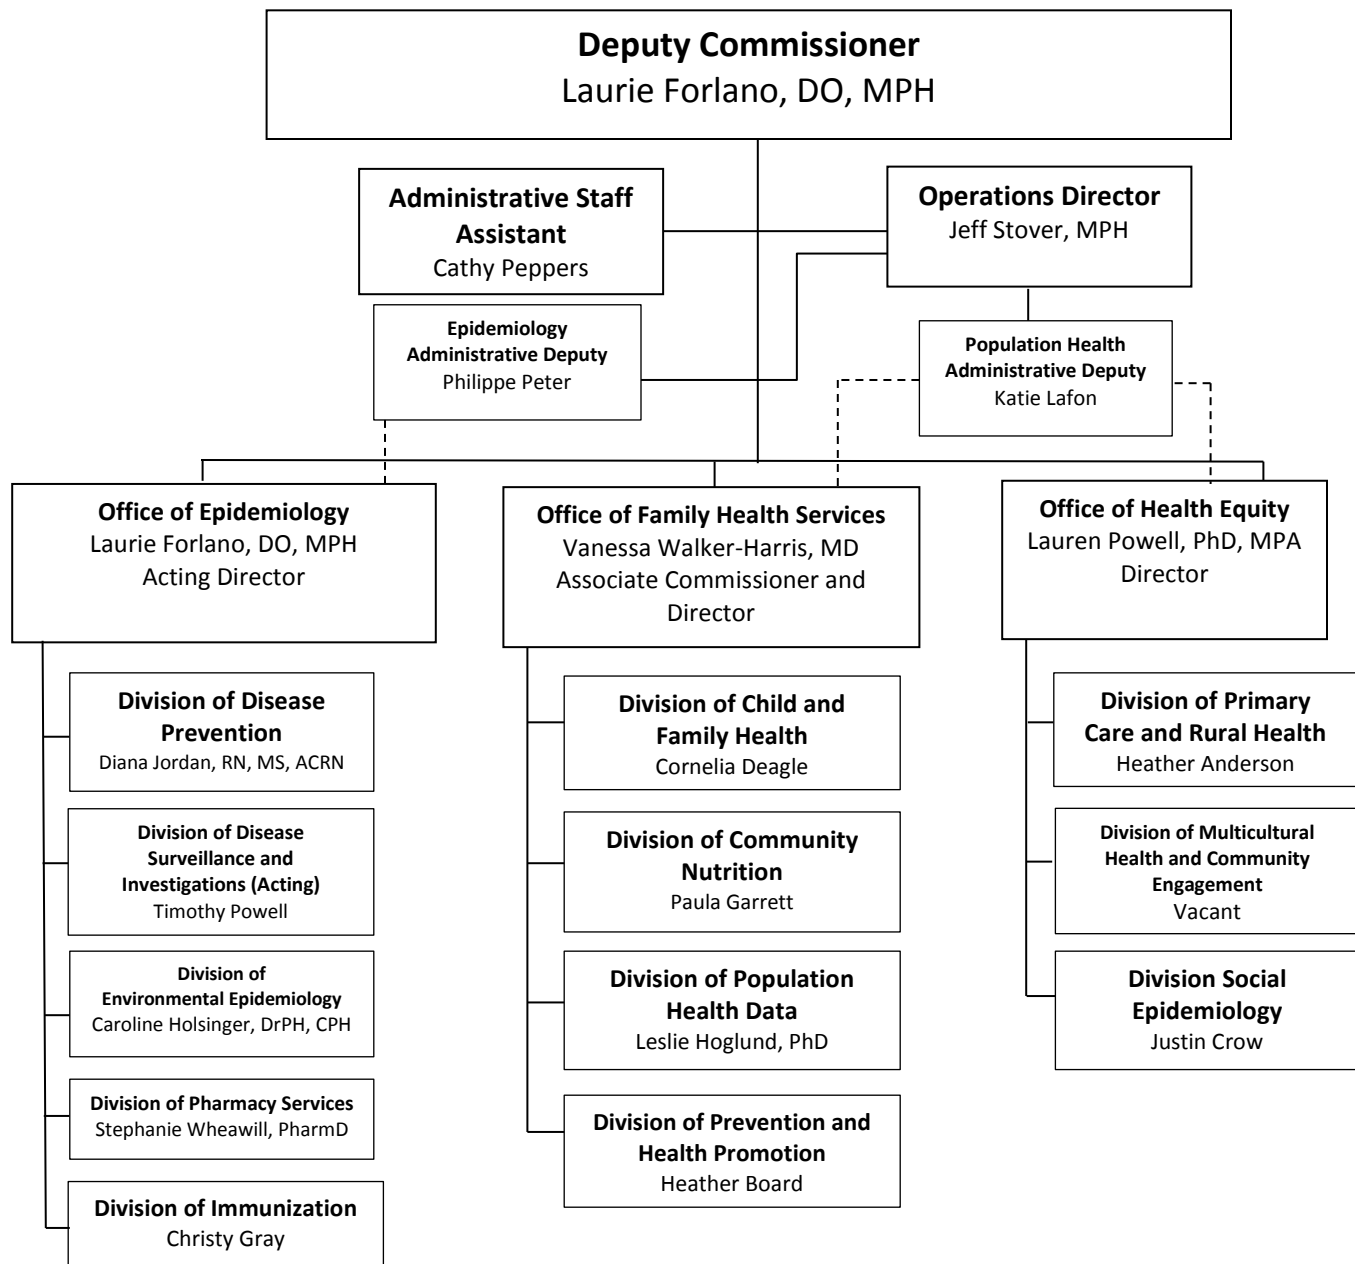 Deputy Commissioner
Laurie Forlano, DO, MPH
Administrative Staff
Assistant
Cathy Peppers
Operations Director
Jeff Stover, MPH
Epidemiology
Administrative Deputy
Philippe Peter
Population Health
Administrative Deputy
Katie Lafon
Office of Epidemiology
Laurie Forlano, DO, MPH
Acting Director
Office of Family Health Services
Vanessa Walker-Harris, MD
Associate Commissioner and
Director
Office of Health Equity
Lauren Powell, PhD, MPA
Director
Division of Disease
Prevention
Diana Jordan, RN, MS, ACRN
Division of Disease
Surveillance and
Investigations (Acting)
Timothy Powell
Division of
Environmental Epidemiology
Caroline Holsinger, DrPH, CPH
Division of Pharmacy Services
Stephanie Wheawill, PharmD
Division of Immunization
Christy Gray
Division of Child and
Family Health
Cornelia Deagle
Division of Community
Nutrition
Paula Garrett
Division of Population
Health Data
Leslie Hoglund, PhD
Division of Prevention and
Health Promotion
Heather Board
Division of Primary
Care and Rural Health
Heather Anderson
Division of Multicultural
Health and Community
Engagement
Vacant
Division Social
Epidemiology
Justin Crow